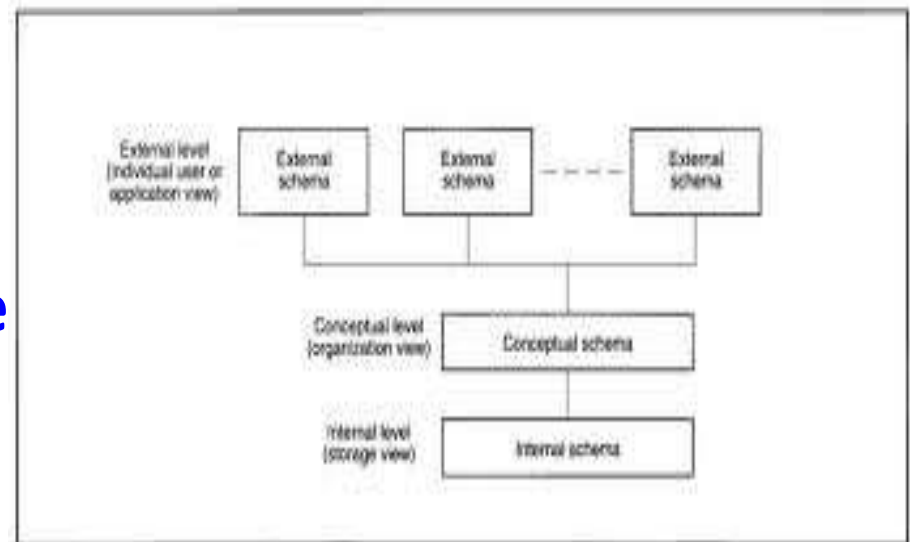 External level
(individual user or
application view)
External
schema
External
schema
External
schema
e
Conceptual level
(organization view)
Conceptual schema
Internal level
(storage view)
Internal schema